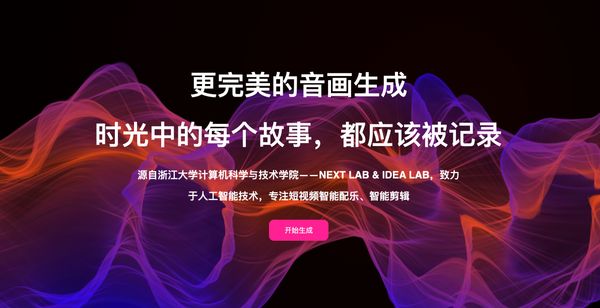 更完美的音画生成
时光中的每个故事，都应该被记录
源自浙江大学计算机科学与技术学院——NEXT LAB & IDEA LAB，致力
于人工智能技术，专注短视频智能配乐、智能剪辑
开始生成